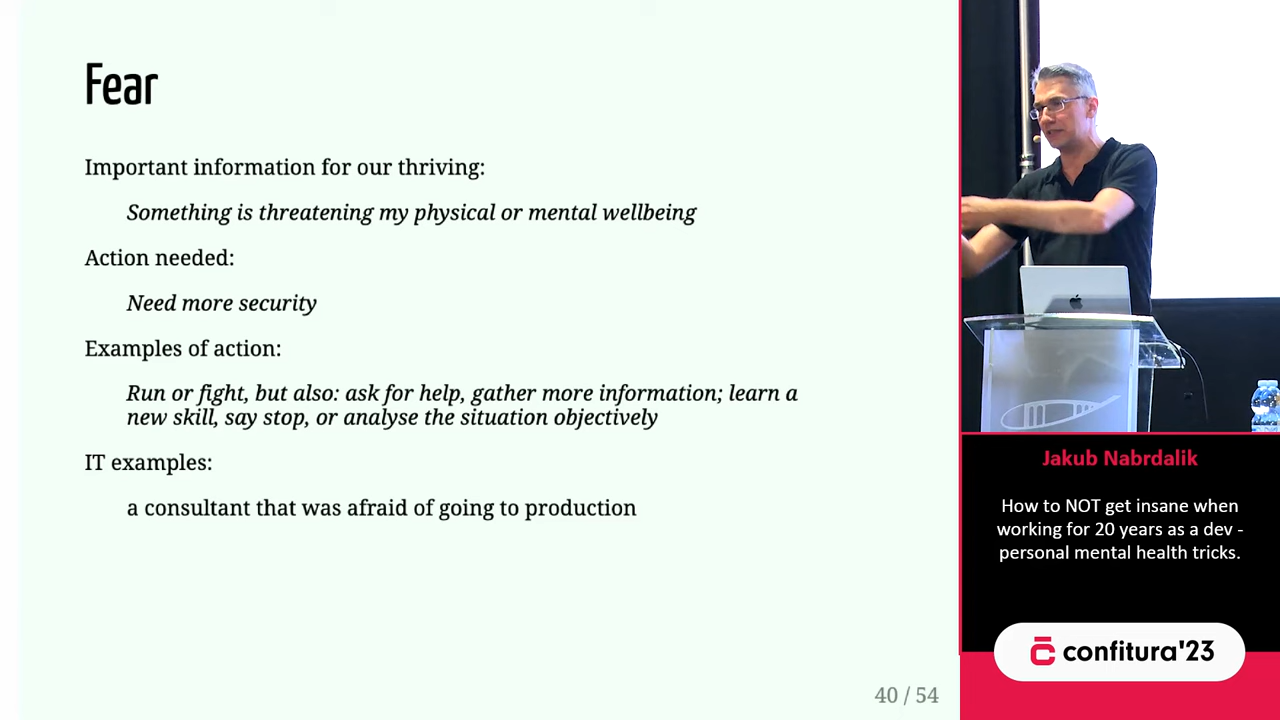 Fear
Important information for our thriving:
Something is threatening my physical or mental wellbeing
Action needed:
Need more security
Examples of action:
Run or fight, but also: ask for help, gather more information; learn a
new skill, say stop, or analyse the situation objectively
IT examples:
a consultant that was afraid of going to production
40 / 54
Jakub Nabrdalik
How to NOT get insane when
working for 20 years as a dev -
personal mental health tricks.
confitura'23